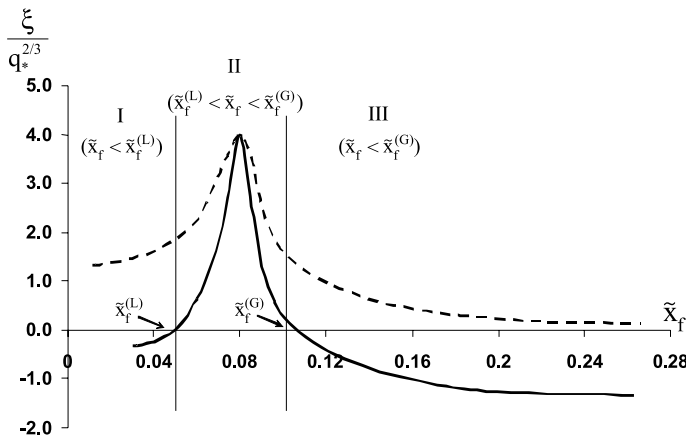 ξ
q*^2/3
5.0
4.0
3.0
2.0
1.0
0.0
-1.0
-2.0
I
(x̃f < x̃f^(L))
II
(x̃f^(L) < x̃f < x̃f^(G))
III
(x̃f < x̃f^(G))
x̃f^(L)
x̃f^(G)
x̃f
0 0.04 0.08 0.12 0.16 0.20 0.24 0.28